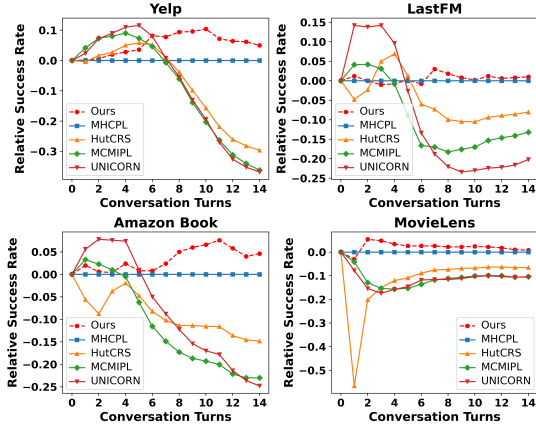 Yelp
Relative Success Rate
0.1
0.0
−0.1
−0.2
−0.3
Ours
MHCPL
HutCRS
MCMIPL
UNICORN
0 2 4 6 8 10 12 14
Conversation Turns
LastFM
Relative Success Rate
0.15
0.10
0.05
0.00
−0.05
−0.10
−0.15
−0.20
−0.25
Ours
MHCPL
HutCRS
MCMIPL
UNICORN
0 2 4 6 8 10 12 14
Conversation Turns
Amazon Book
Relative Success Rate
0.05
0.00
−0.05
−0.10
−0.15
−0.20
−0.25
Ours
MHCPL
HutCRS
MCMIPL
UNICORN
0 2 4 6 8 10 12 14
Conversation Turns
MovieLens
Relative Success Rate
0.0
−0.1
−0.2
−0.3
−0.4
−0.5
Ours
MHCPL
HutCRS
MCMIPL
UNICORN
0 2 4 6 8 10 12 14
Conversation Turns